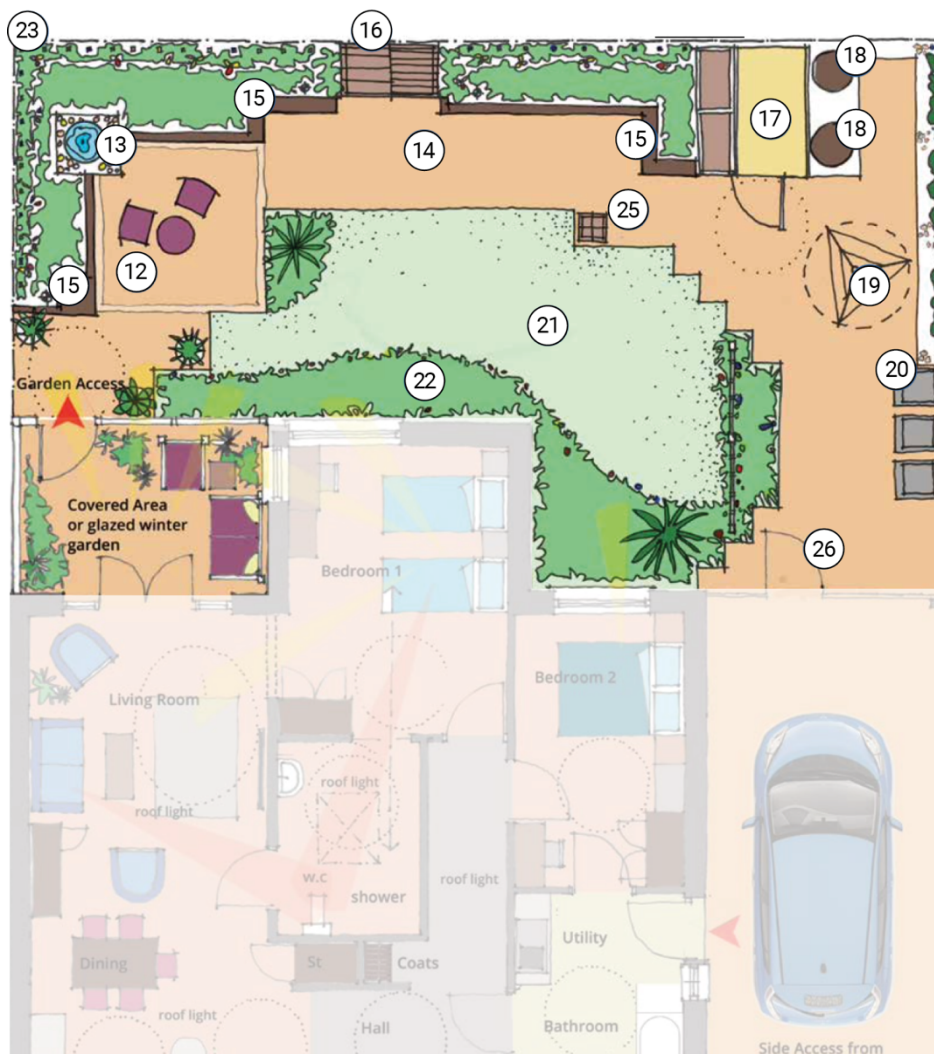 23
16
18
15
13
17
18
14
15
25
12
15
19
21
20
22
Garden Access
Covered Area
or glazed winter
garden
26
Bedroom 1
Bedroom 2
Living Room
roof light
roof light
w.c
shower
roof light
Dining
St
Coats
Utility
roof light
Hall
Bathroom
Side Access from